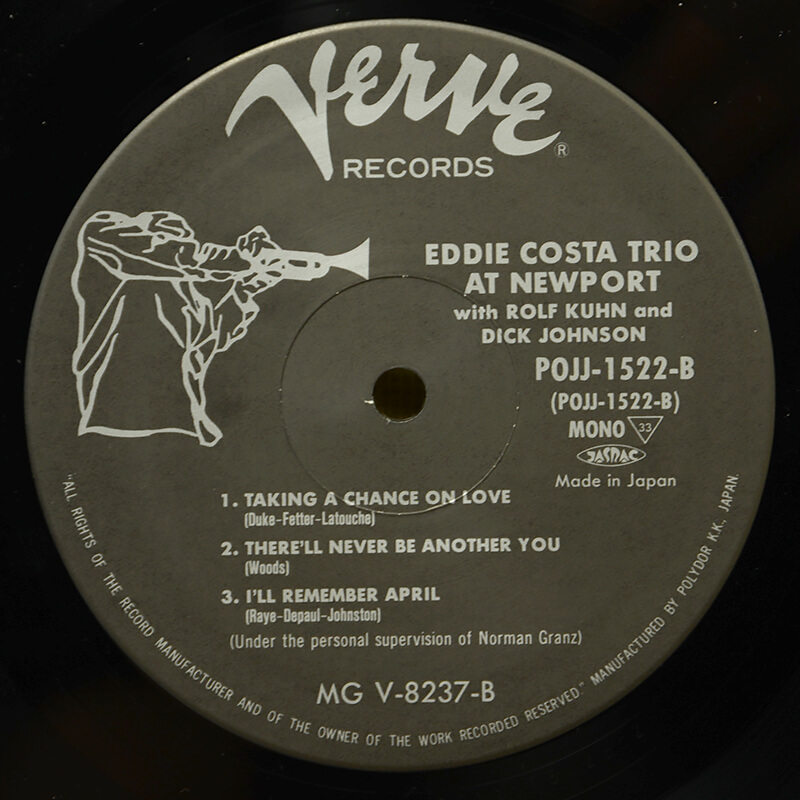 Verve®
RECORDS
EDDIE COSTA TRIO
AT NEWPORT
with ROLF KUHN and
DICK JOHNSON
POJJ-1522-B
(POJJ-1522-B)
MONO 33
JASRAC
Made in Japan
1. TAKING A CHANCE ON LOVE
(Duke-Fetter-Latouche)
2. THERE'LL NEVER BE ANOTHER YOU
(Woods)
3. I'LL REMEMBER APRIL
(Raye-Depaul-Johnston)
(Under the personal supervision of Norman Granz)
MG V-8237-B
"ALL RIGHTS OF THE RECORD MANUFACTURER AND OF THE OWNER OF THE WORK RECORDED RESERVED" MANUFACTURED BY POLYDOR K.K., JAPAN.